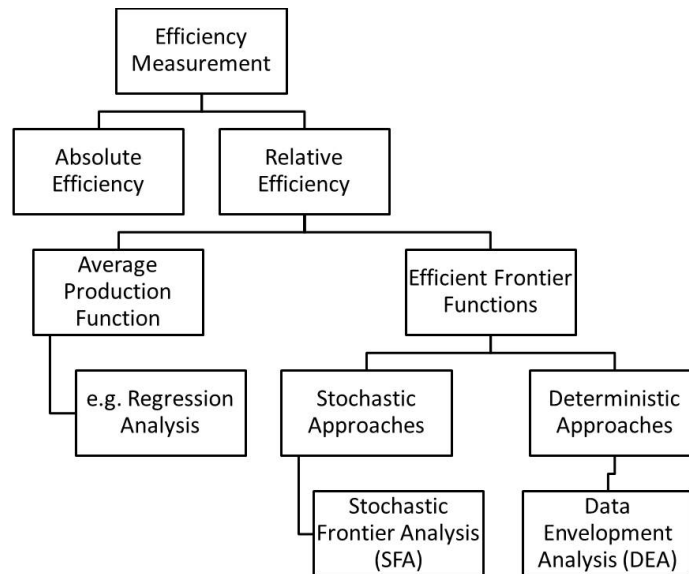 Efficiency
Measurement
Absolute
Efficiency
Relative
Efficiency
Average
Production
Function
Efficient Frontier
Functions
e.g. Regression
Analysis
Stochastic
Approaches
Deterministic
Approaches
Stochastic
Frontier Analysis
(SFA)
Data
Envelopment
Analysis (DEA)